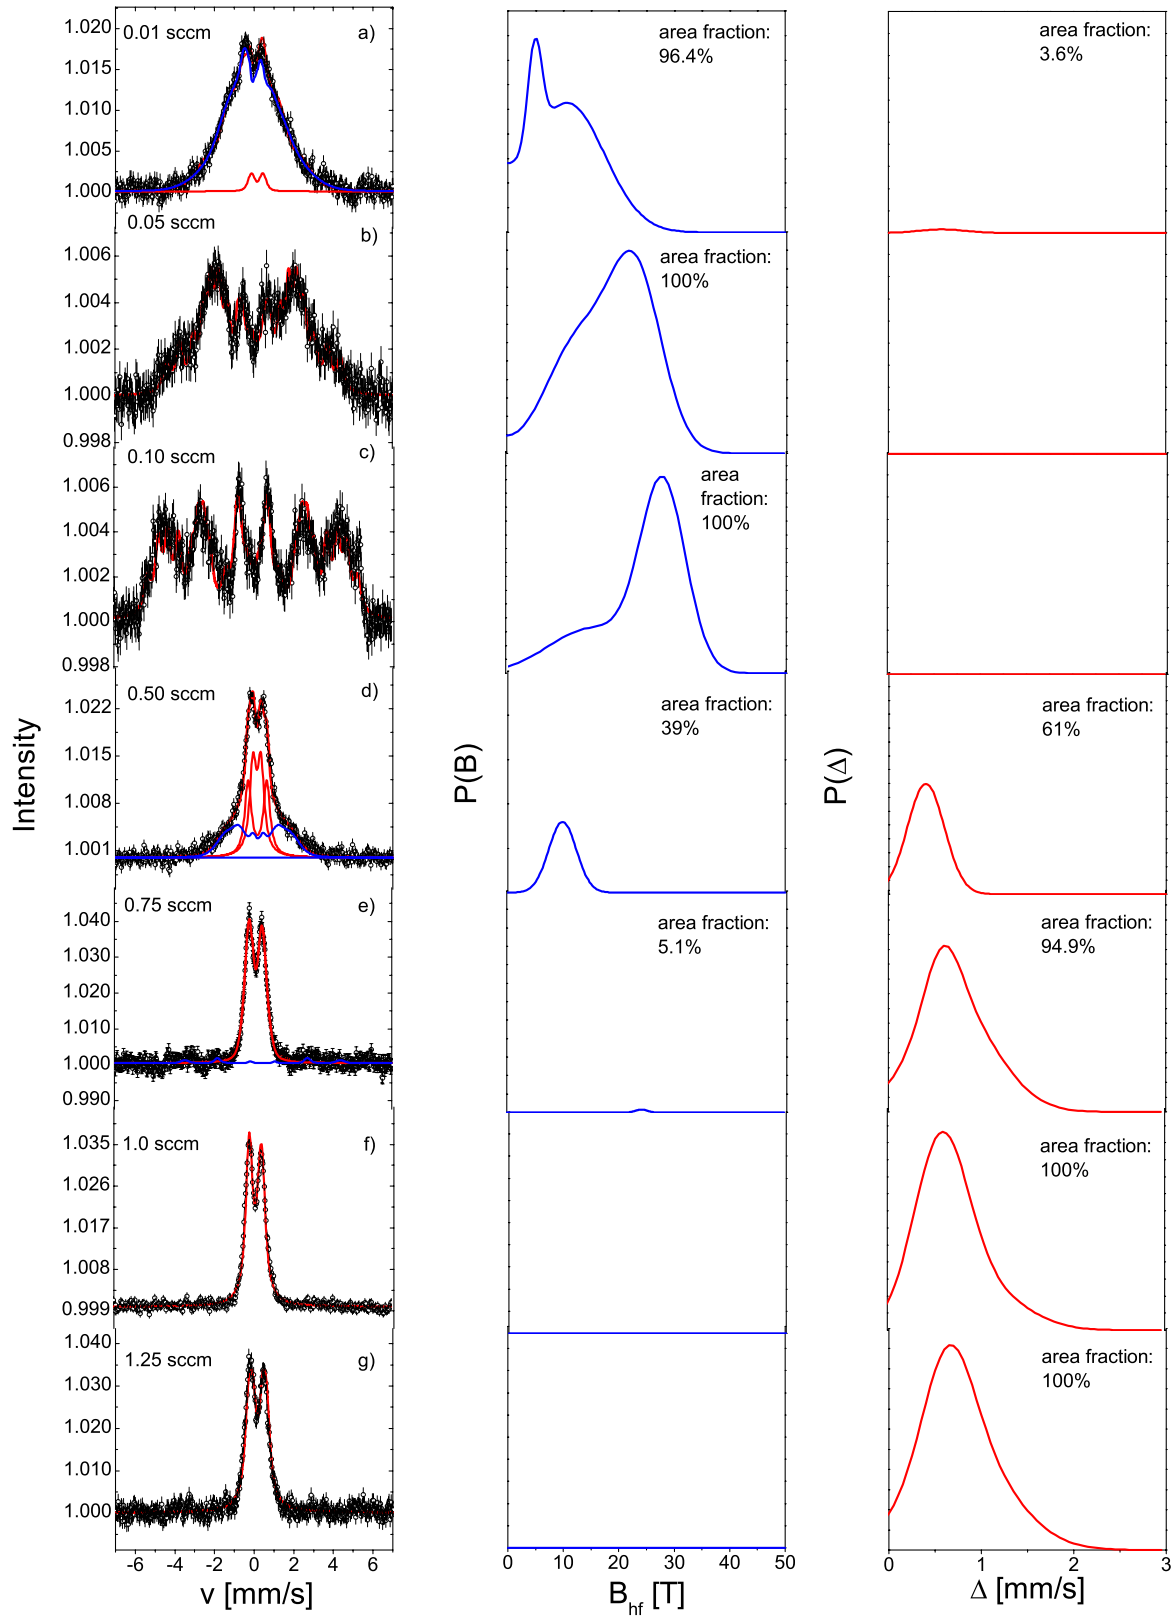 0.01 sccm
a)
1.020
1.015
1.010
1.005
1.000
area fraction:
96.4%
area fraction:
3.6%
0.05 sccm
b)
1.006
1.004
1.002
1.000
0.998
area fraction:
100%
0.10 sccm
c)
1.006
1.004
1.002
1.000
0.998
area
fraction:
100%
0.50 sccm
d)
1.022
1.015
1.008
1.001
area fraction:
39%
area fraction:
61%
Intensity
P(B)
P(Δ)
0.75 sccm
e)
1.040
1.030
1.020
1.010
1.000
0.990
area fraction:
5.1%
area fraction:
94.9%
1.0 sccm
f)
1.035
1.026
1.017
1.008
0.999
area fraction:
100%
1.25 sccm
g)
1.040
1.030
1.020
1.010
1.000
area fraction:
100%
-6 -4 -2 0 2 4 6
v [mm/s]
0 10 20 30 40 50
B_hf [T]
0 1 2 3
Δ [mm/s]